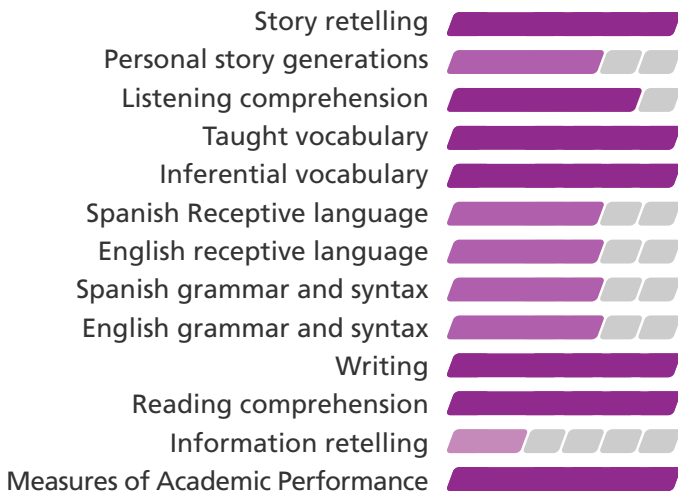 Story retelling
Personal story generations
Listening comprehension
Taught vocabulary
Inferential vocabulary
Spanish Receptive language
English receptive language
Spanish grammar and syntax
English grammar and syntax
Writing
Reading comprehension
Information retelling
Measures of Academic Performance